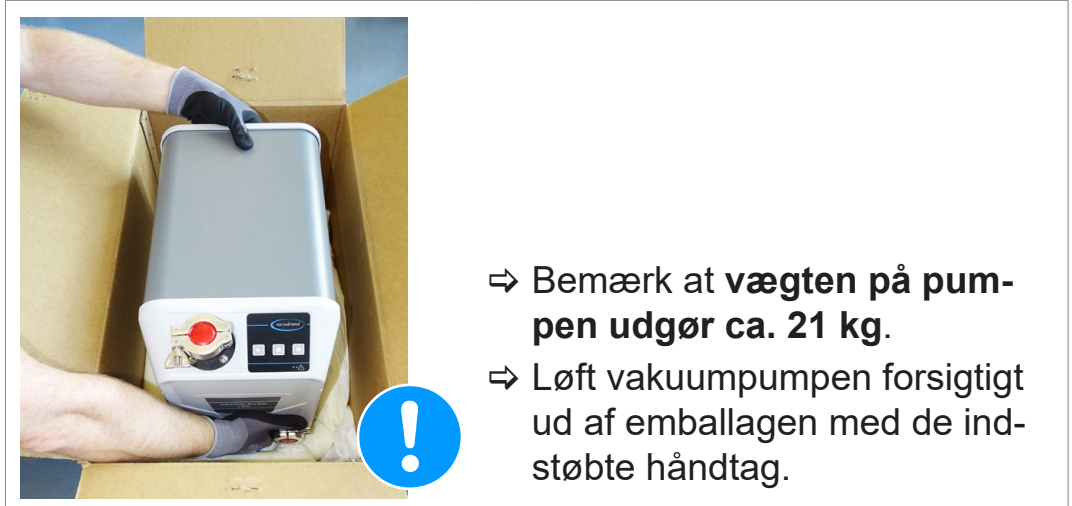 vacuubrand
⇨ Bemærk at vægten på pum-
pen udgør ca. 21 kg.
⇨ Løft vakuumpumpen forsigtigt
ud af emballagen med de ind-
støbte håndtag.